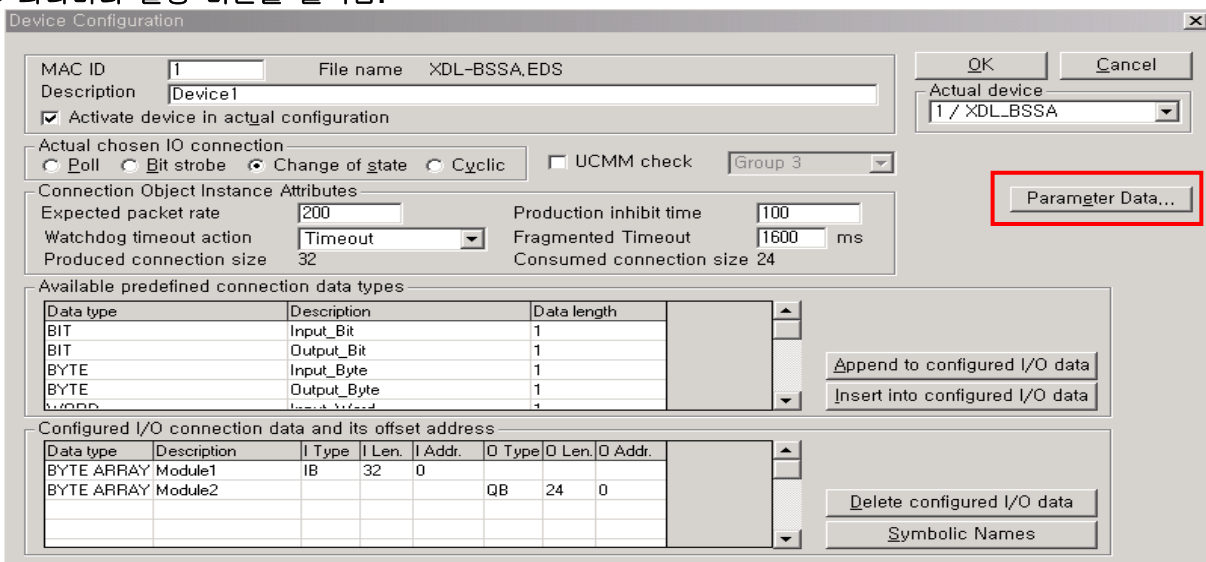 Device Configuration
MAC ID 1 File name XDL-BSSA,EDS OK Cancel
Description Device1 Actual device
Activate device in actual configuration 1 / XDL_BSSA
Actual chosen IO connection
Poll Bit strobe Change of state Cyclic UCMM check Group 3
Connection Object Instance Attributes
Parameter Data,,,
Expected packet rate 200 Production inhibit time 100
Watchdog timeout action Timeout Fragmented Timeout 1600 ms
Produced connection size 32 Consumed connection size 24
Available predefined connection data types
Data type Description Data length
BIT Input_Bit 1
BIT Output_Bit 1
BYTE Input_Byte 1
BYTE Output_Byte 1
Append to configured I/O data
Insert into configured I/O data
Configured I/O connection data and its offset address
Data type Description I Type I Len. I Addr. O Type O Len. O Addr.
BYTE ARRAY Module1 IB 32 0
BYTE ARRAY Module2 QB 24 0
Delete configured I/O data
Symbolic Names